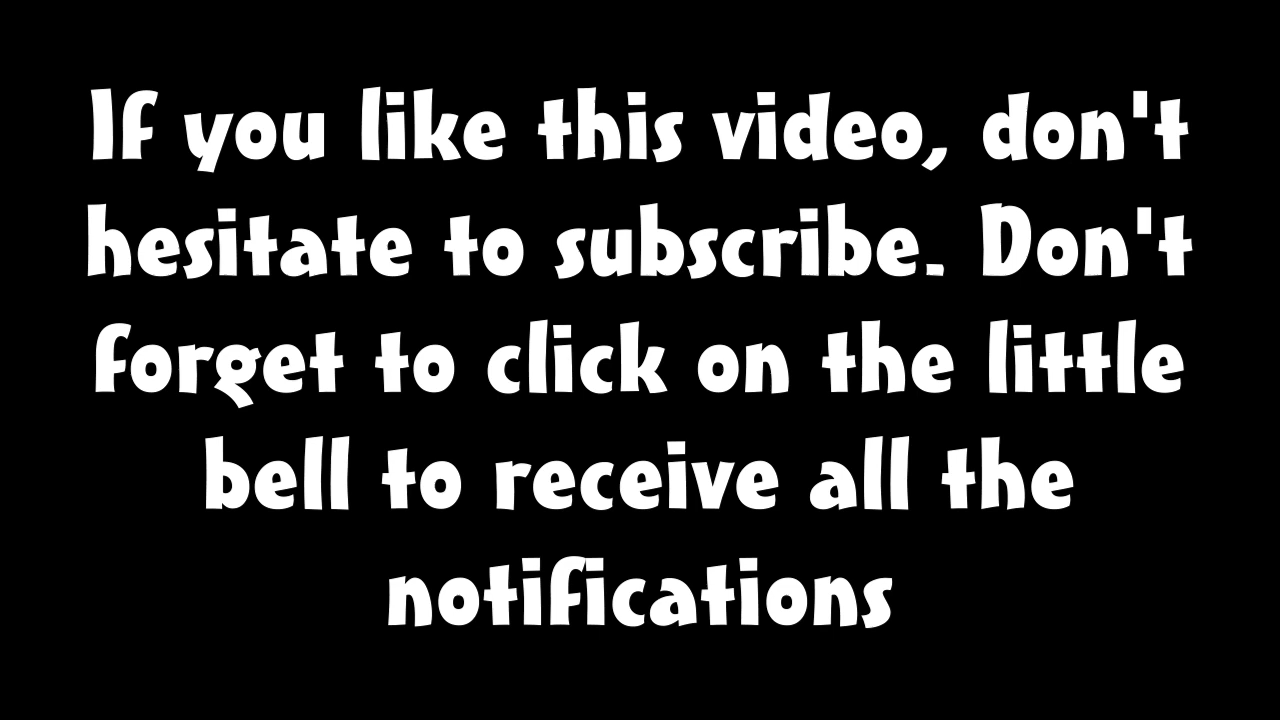 If you like this video, don't
hesitate to subscribe. Don't
forget to click on the little
bell to receive all the
notifications